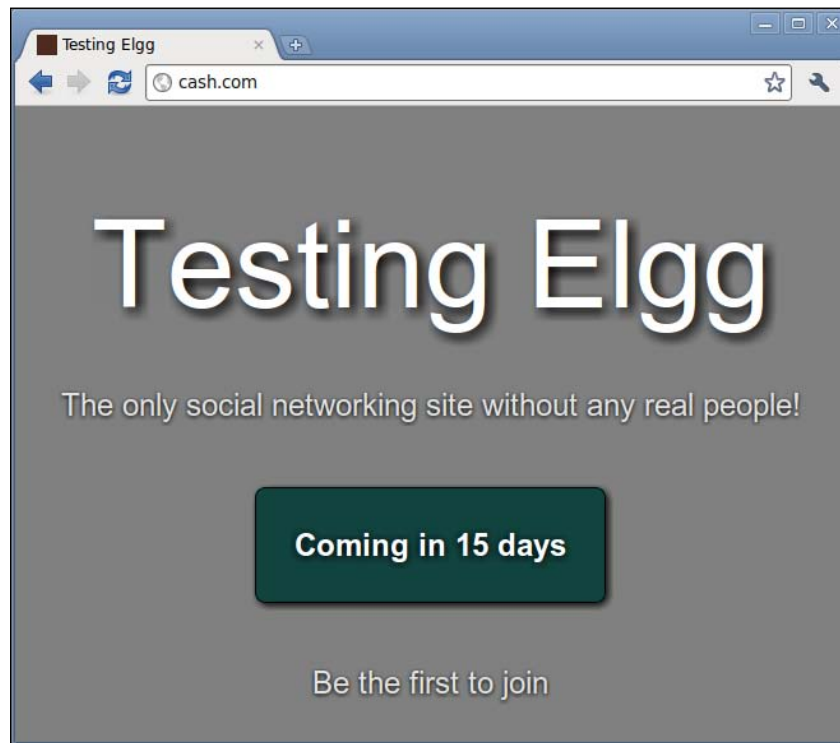 Testing Elgg
cash.com
Testing Elgg
The only social networking site without any real people!
Coming in 15 days
Be the first to join